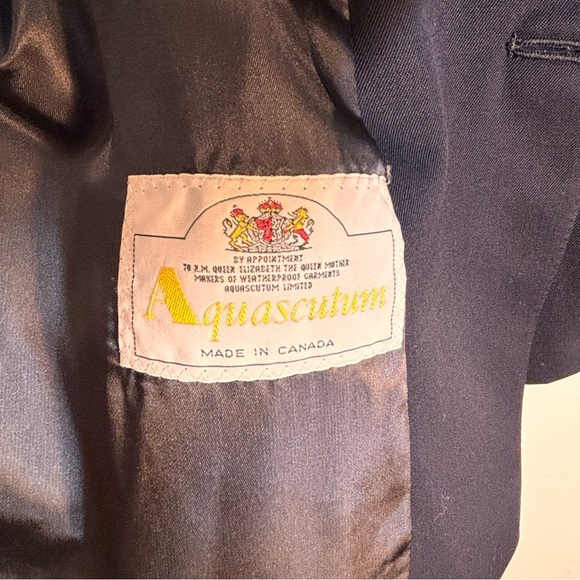 BY APPOINTMENT
TO H.M. QUEEN ELIZABETH THE QUEEN MOTHER
MAKERS OF WEATHERPROOF GARMENTS
AQUASCUTUM LIMITED
Aquascutum
MADE IN CANADA